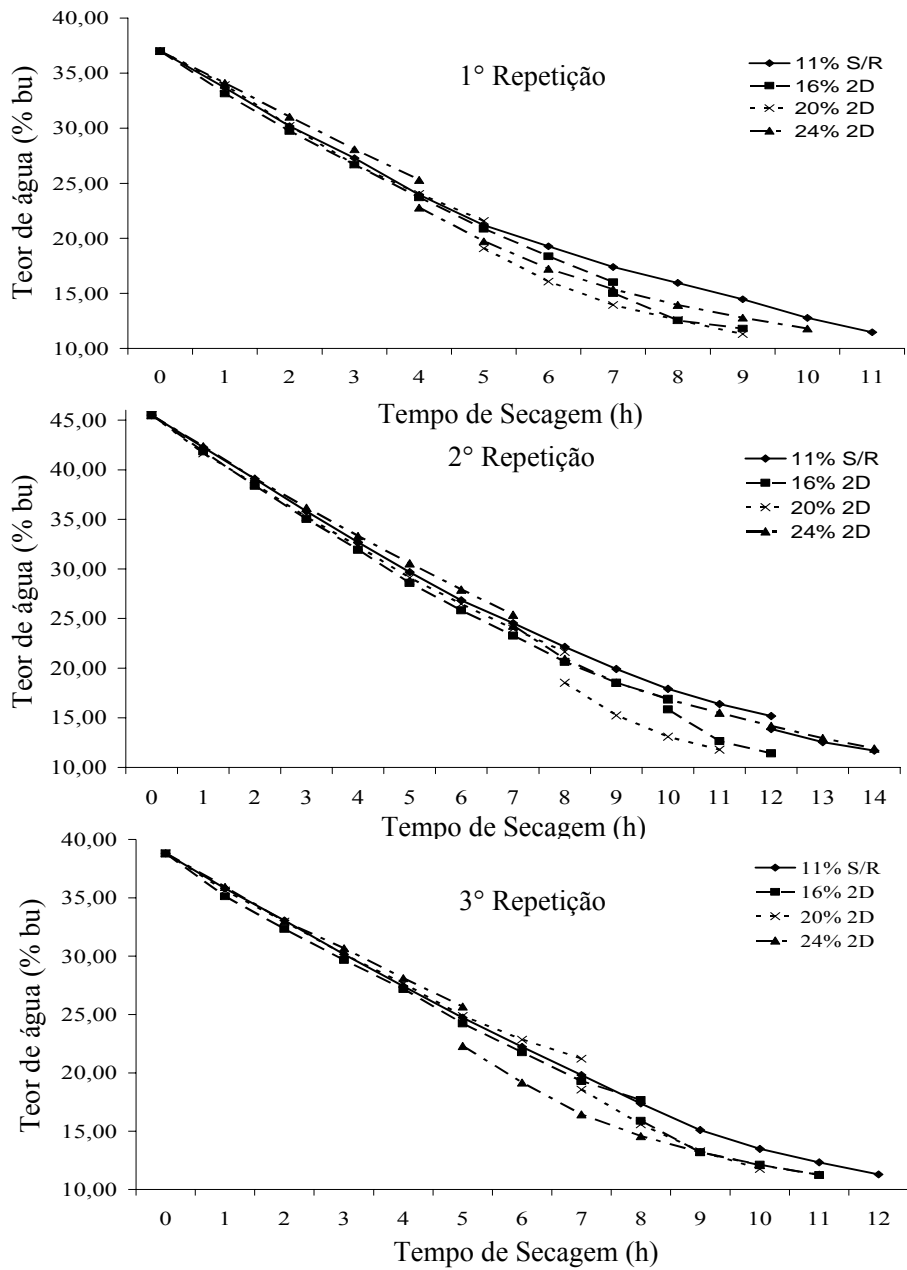 1° Repetição
11% S/R
16% 2D
20% 2D
24% 2D
Teor de água (% bu)
40,00
35,00
30,00
25,00
20,00
15,00
10,00
0 1 2 3 4 5 6 7 8 9 10 11
Tempo de Secagem (h)
2° Repetição
11% S/R
16% 2D
20% 2D
24% 2D
Teor de água (% bu)
45,00
40,00
35,00
30,00
25,00
20,00
15,00
10,00
0 1 2 3 4 5 6 7 8 9 10 11 12 13 14
Tempo de Secagem (h)
3° Repetição
11% S/R
16% 2D
20% 2D
24% 2D
Teor de água (% bu)
40,00
35,00
30,00
25,00
20,00
15,00
10,00
0 1 2 3 4 5 6 7 8 9 10 11 12
Tempo de Secagem (h)